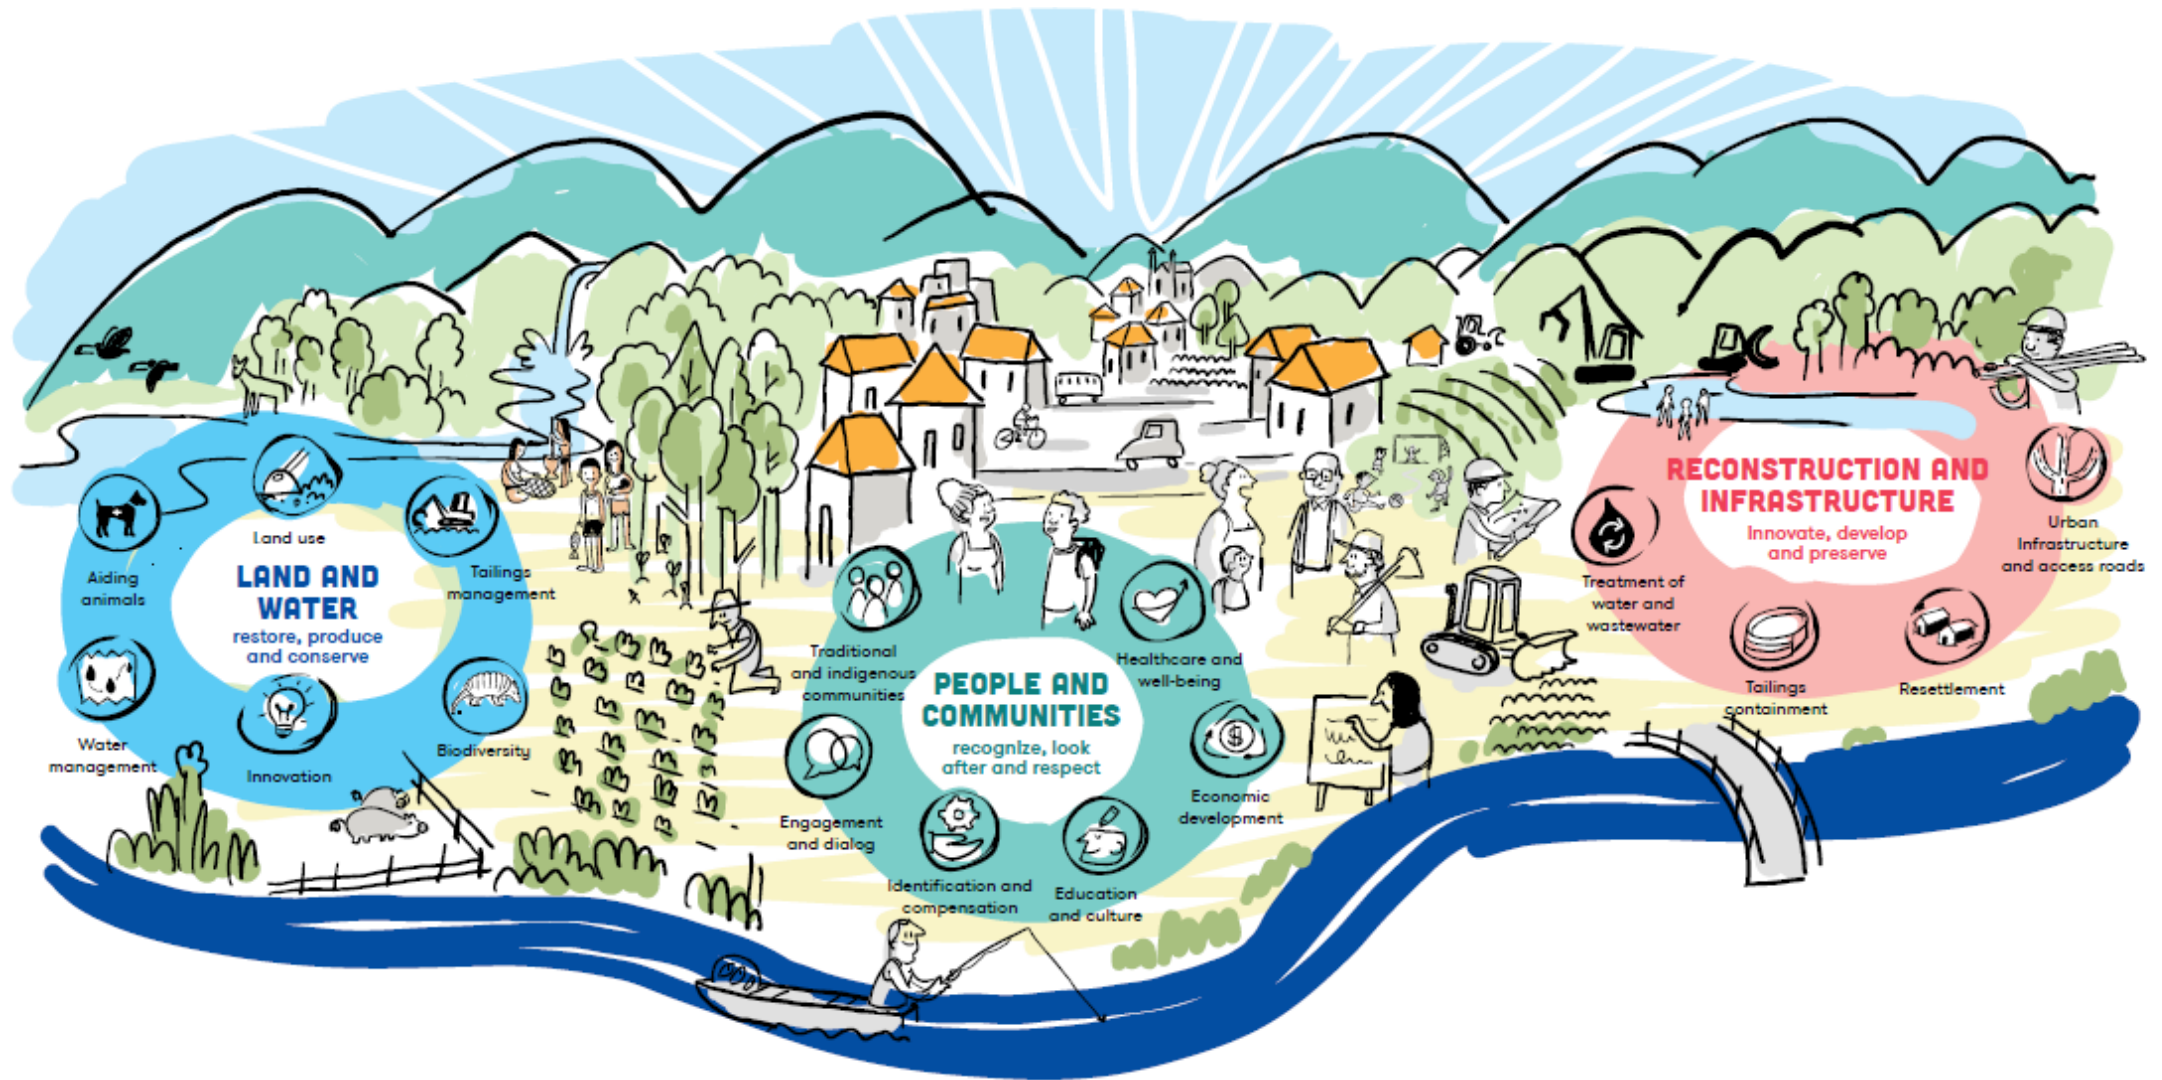 Land use
Aiding
animals
Tailings
management
LAND AND
WATER
restore, produce
and conserve
Water
management
Innovation
Biodiversity
Traditional
and indigenous
communities
Healthcare and
well-being
PEOPLE AND
COMMUNITIES
recognize, look
after and respect
Engagement
and dialog
Economic
development
Identification and
compensation
Education
and culture
RECONSTRUCTION AND
INFRASTRUCTURE
Innovate, develop
and preserve
Treatment of
water and
wastewater
Urban
Infrastructure
and access roads
Tailings
containment
Resettlement
$